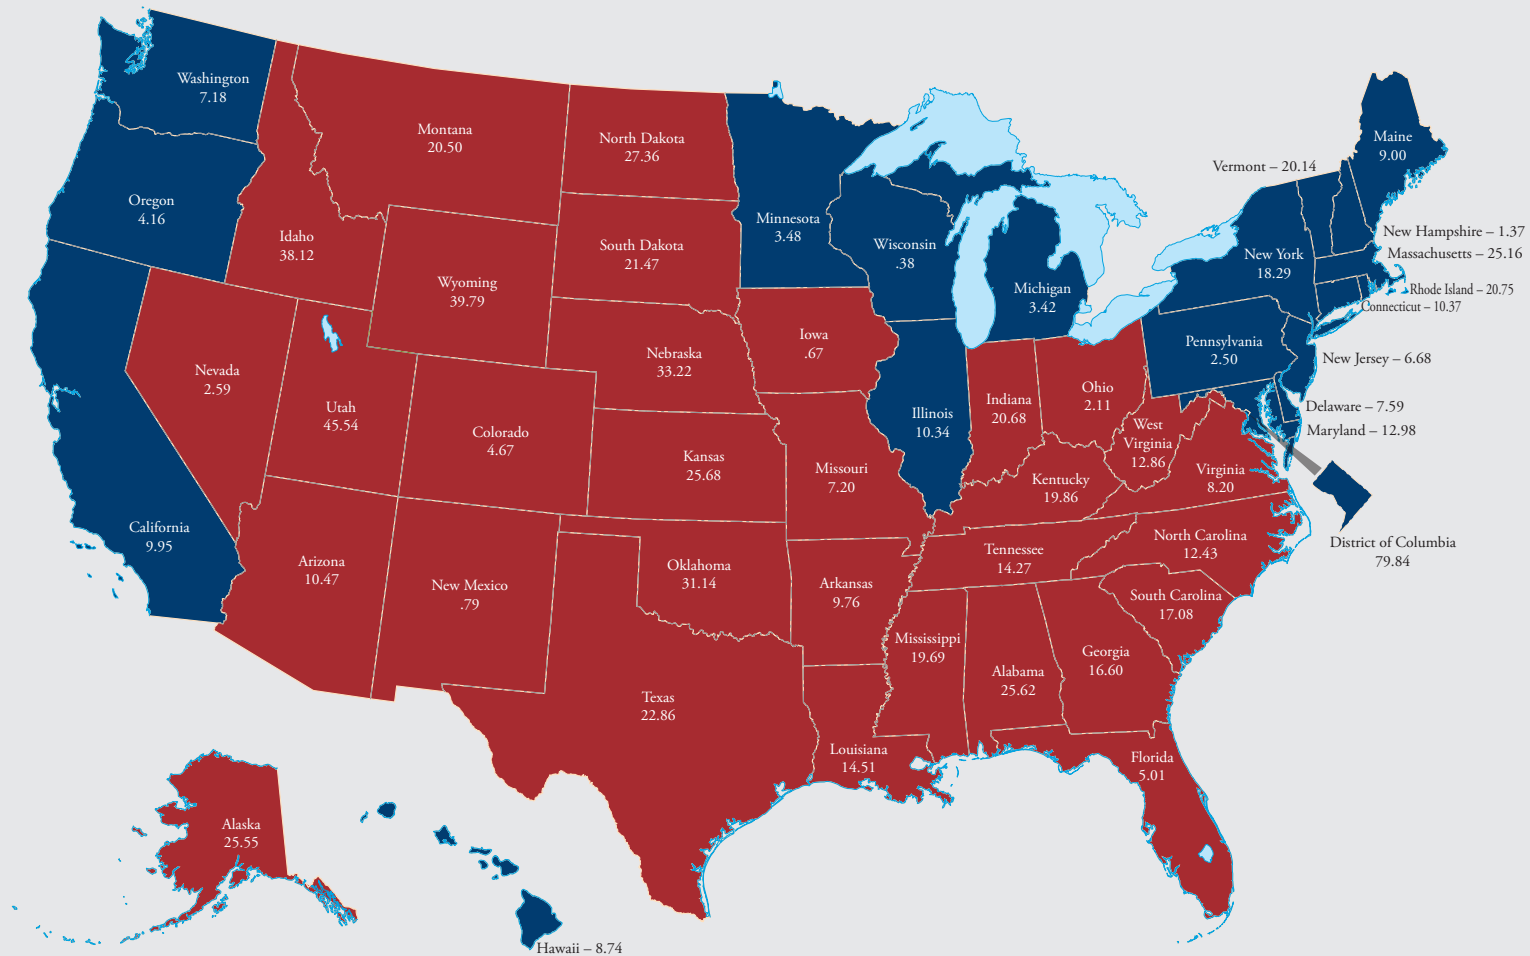 Washington
7.18
Oregon
4.16
California
9.95
Idaho
38.12
Nevada
2.59
Montana
20.50
Wyoming
39.79
Utah
45.54
Colorado
4.67
Arizona
10.47
New Mexico
.79
North Dakota
27.36
South Dakota
21.47
Nebraska
33.22
Kansas
25.68
Oklahoma
31.14
Texas
22.86
Minnesota
3.48
Iowa
.67
Missouri
7.20
Arkansas
9.76
Louisiana
14.51
Wisconsin
.38
Illinois
10.34
Michigan
3.42
Indiana
20.68
Ohio
2.11
Kentucky
19.86
Tennessee
14.27
Mississippi
19.69
Alabama
25.62
Georgia
16.60
Florida
5.01
South Carolina
17.08
North Carolina
12.43
Virginia
8.20
West
Virginia
12.86
Pennsylvania
2.50
New York
18.29
Vermont – 20.14
Maine
9.00
New Hampshire – 1.37
Massachusetts – 25.16
Rhode Island – 20.75
Connecticut – 10.37
New Jersey – 6.68
Delaware – 7.59
Maryland – 12.98
District of Columbia
79.84
Alaska
25.55
Hawaii – 8.74